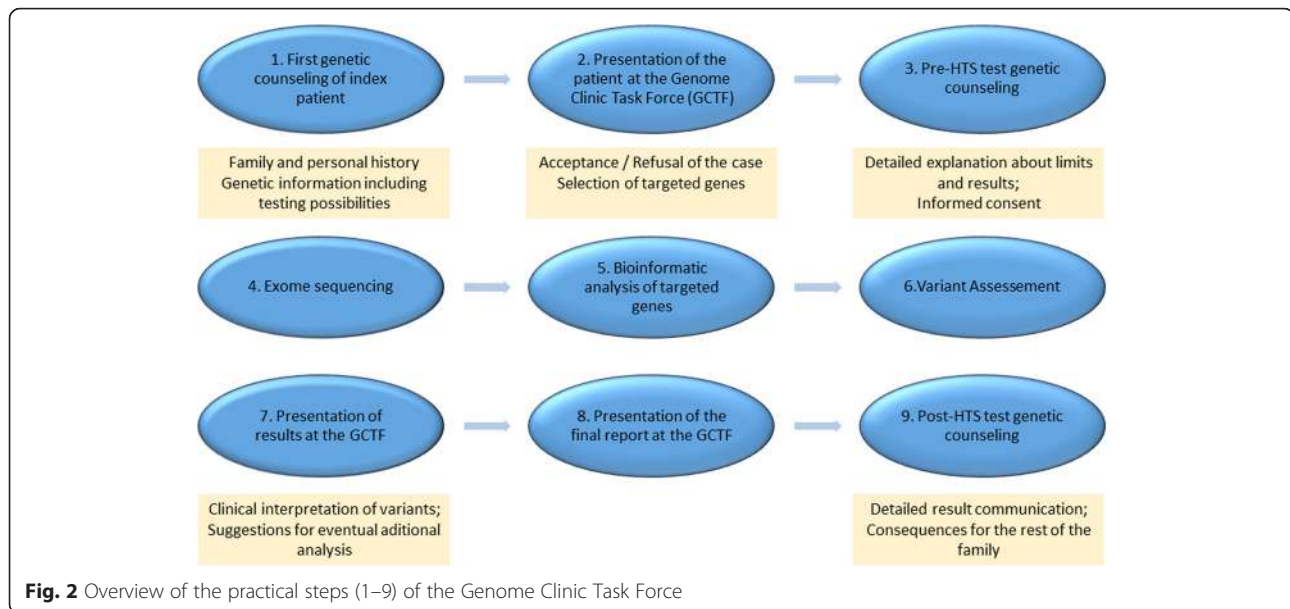 1. First genetic
counseling of index
patient
2. Presentation of the
patient at the Genome
Clinic Task Force (GCTF)
3. Pre-HTS test genetic
counseling
Family and personal history
Genetic information including
testing possibilities
Acceptance / Refusal of the case
Selection of targeted genes
Detailed explanation about limits
and results;
Informed consent
4. Exome sequencing
5. Bioinformatic
analysis of targeted
genes
6.Variant Assessement
7. Presentation of
results at the GCTF
8. Presentation of the
final report at the GCTF
9. Post-HTS test genetic
counseling
Clinical interpretation of variants;
Suggestions for eventual aditional
analysis
Detailed result communication;
Consequences for the rest of the
family
Fig. 2 Overview of the practical steps (1–9) of the Genome Clinic Task Force